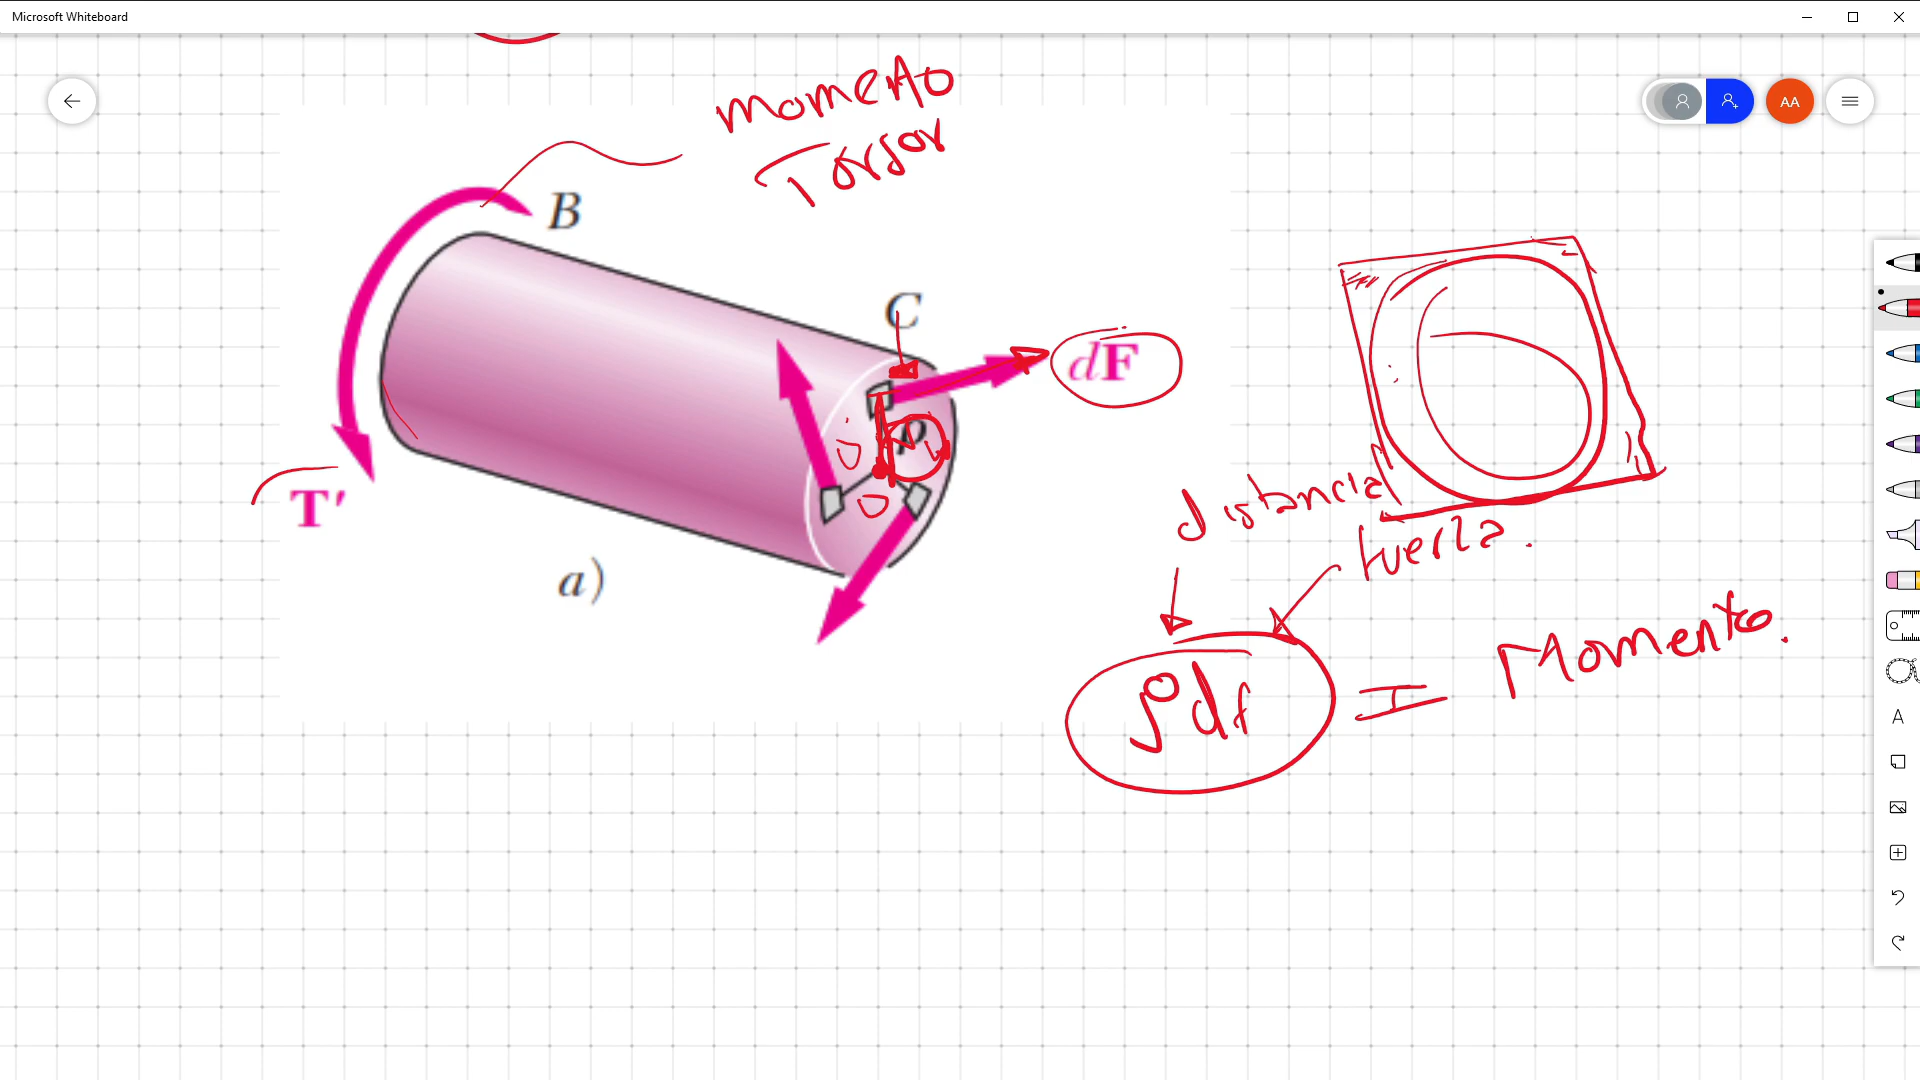 Microsoft Whiteboard
momento
Torsor
B
C
dF
ρ
T'
a)
AA
distancia
fuerza.
ρdf = Momento.
A